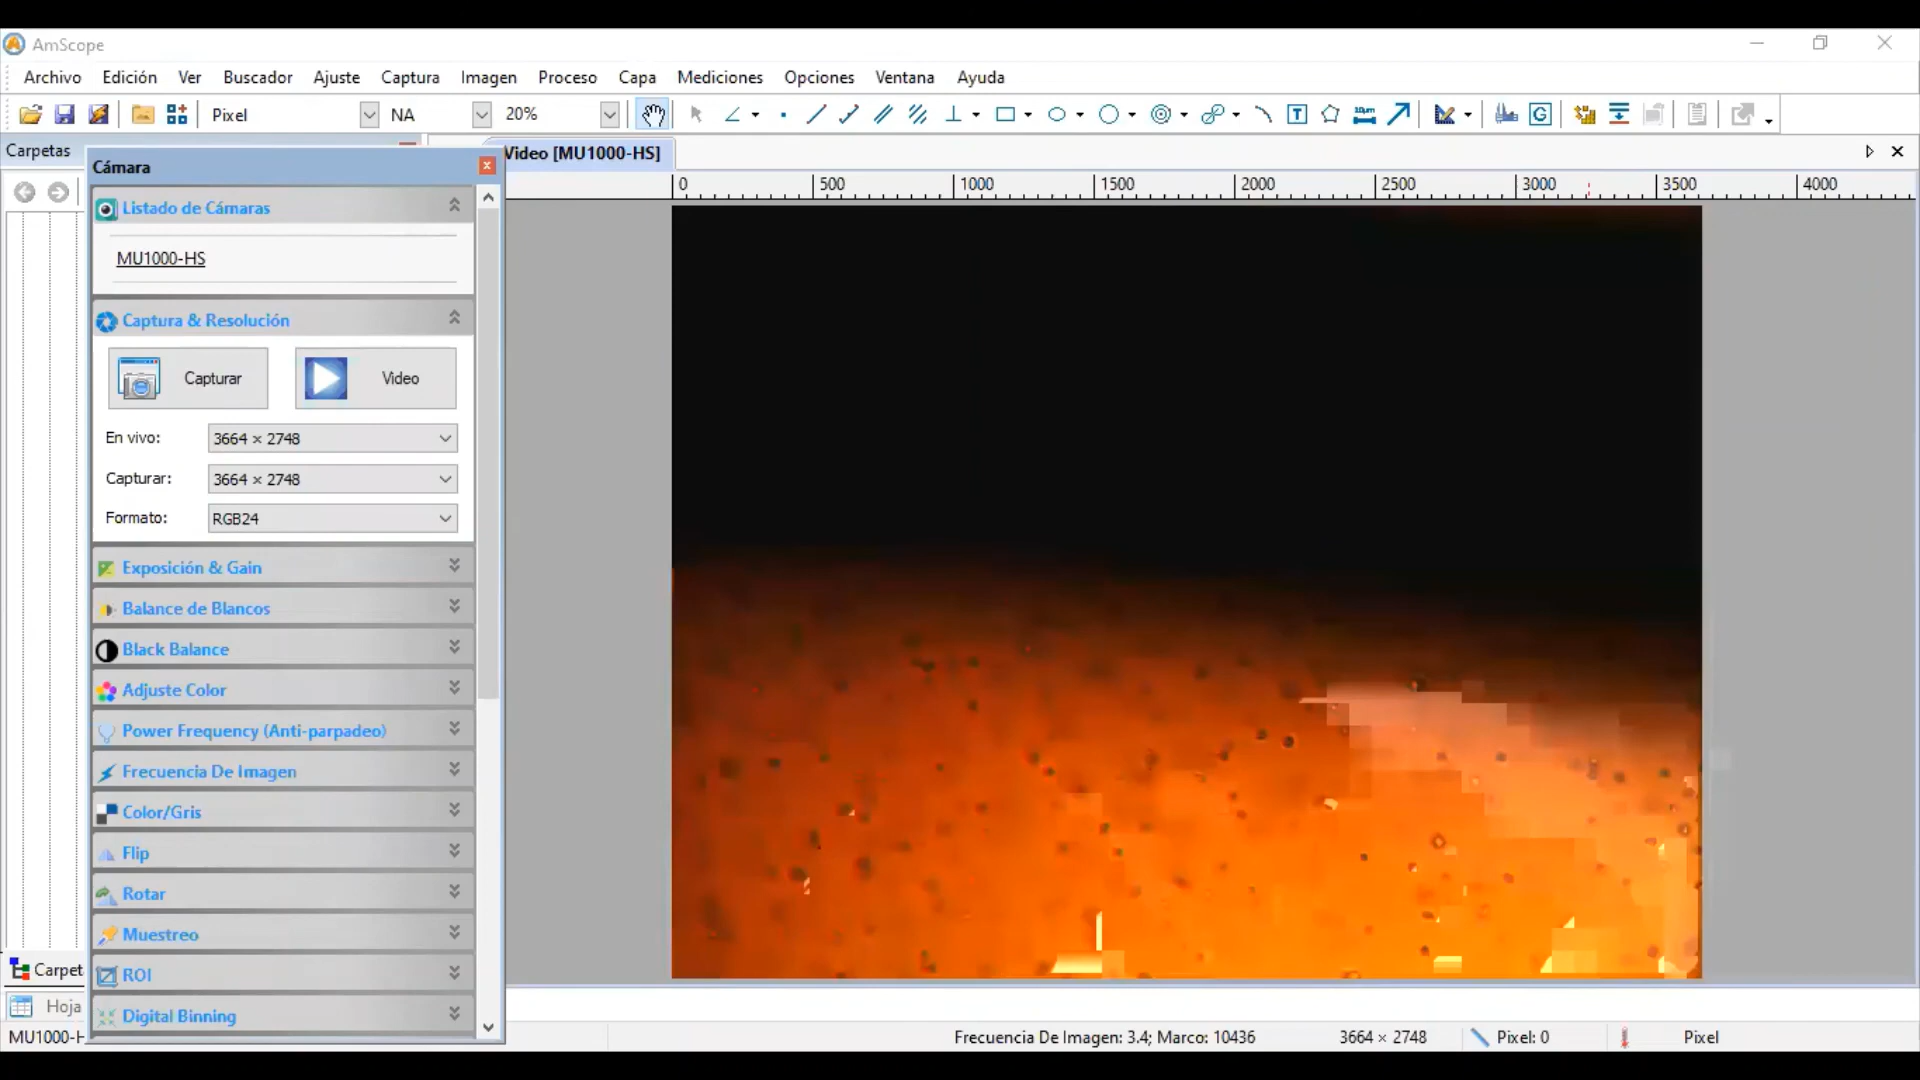 AmScope
Archivo Edición Ver Buscador Ajuste Captura Imagen Proceso Capa Mediciones Opciones Ventana Ayuda
Pixel NA 20%
Carpetas
Cámara
Video [MU1000-HS]
0 500 1000 1500 2000 2500 3000 3500 4000
Listado de Cámaras
MU1000-HS
Captura & Resolución
Capturar Video
En vivo: 3664 × 2748
Capturar: 3664 × 2748
Formato: RGB24
Exposición & Gain
Balance de Blancos
Black Balance
Adjuste Color
Power Frequency (Anti-parpadeo)
Frecuencia De Imagen
Color/Gris
Flip
Rotar
Muestreo
ROI
Digital Binning
Carpet
Hoja
MU1000-H
Frecuencia De Imagen: 3.4; Marco: 10436 3664 × 2748 Pixel: 0 Pixel